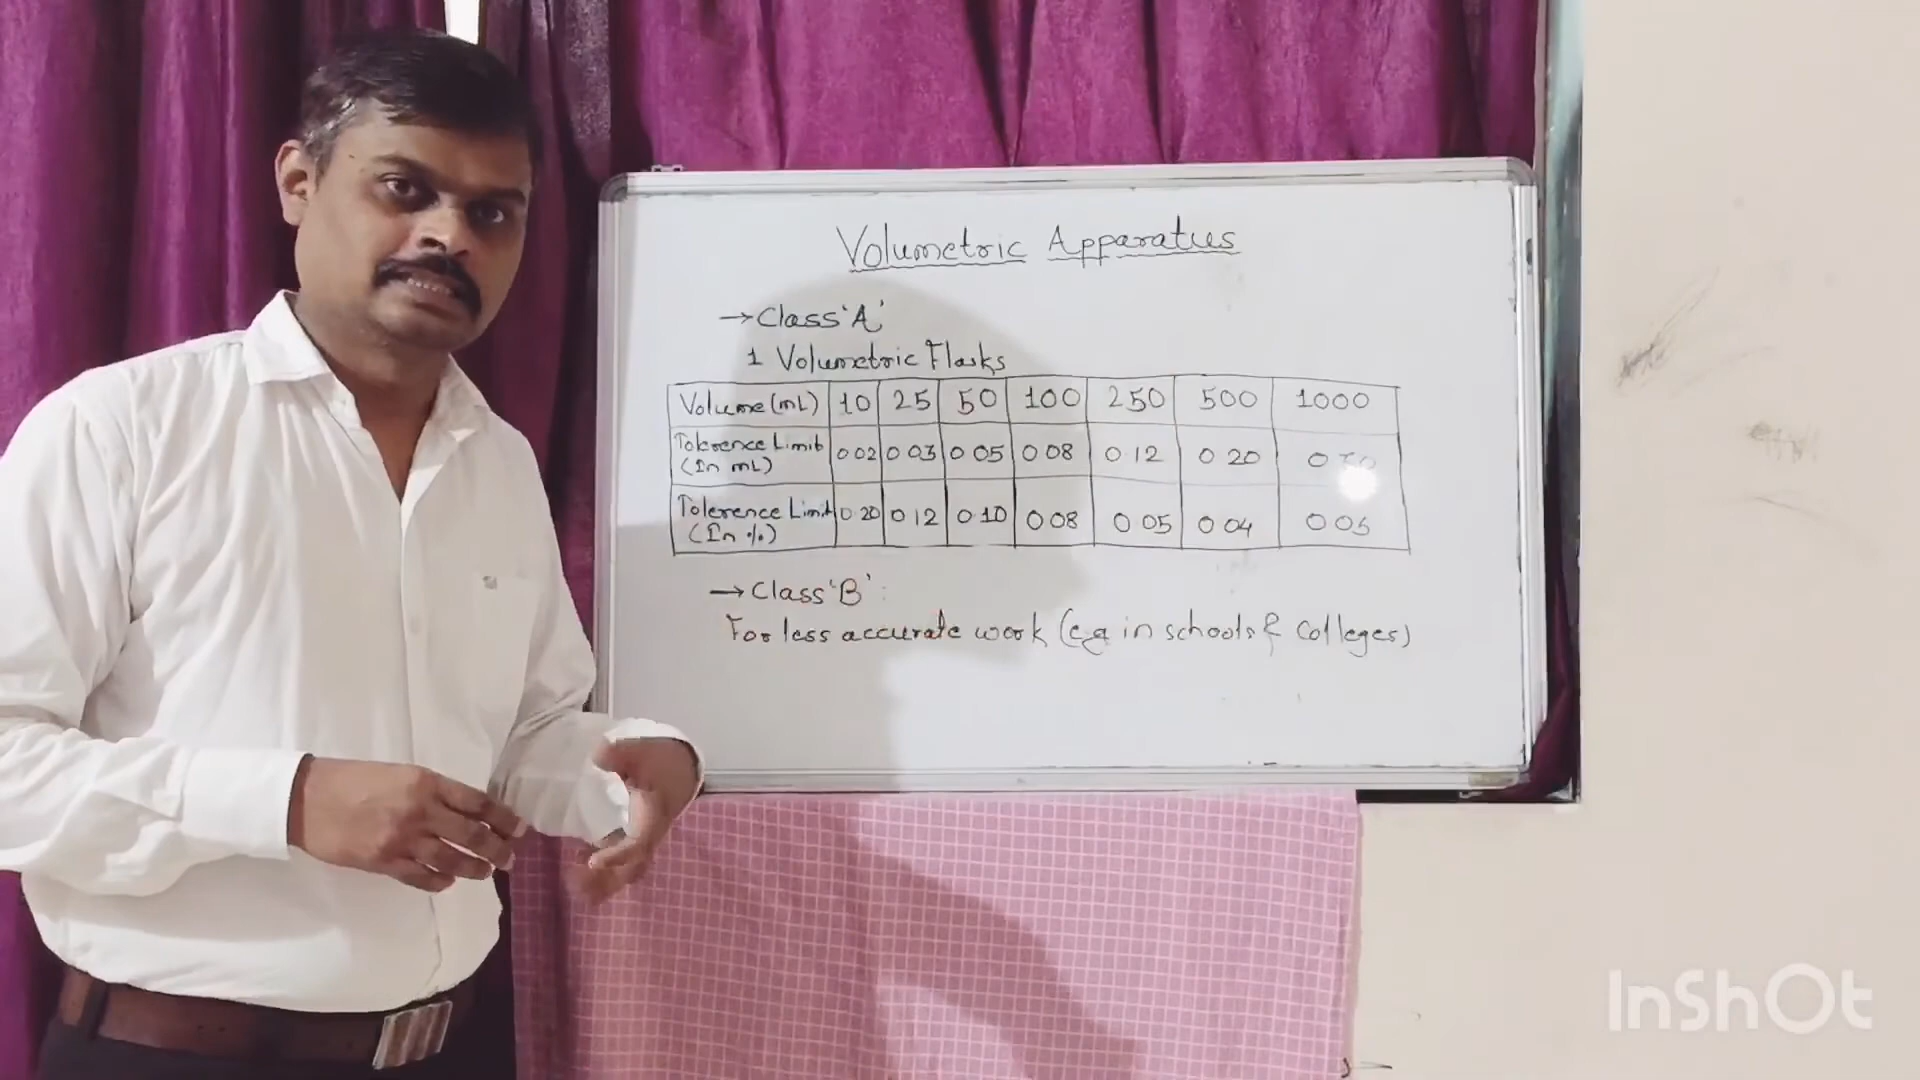 Volumetric Apparatus
→ Class 'A'
1 Volumetric Flasks
Volume (mL) 10 25 50 100 250 500 1000
Tolerence Limit (In mL) 0.02 0.03 0.05 0.08 0.12 0.20
Tolerence Limit (In %) 0.20 0.12 0.10 0.08 0.05 0.04
→ Class 'B' :
For less accurate work (e.g in schools & colleges)
InShOt